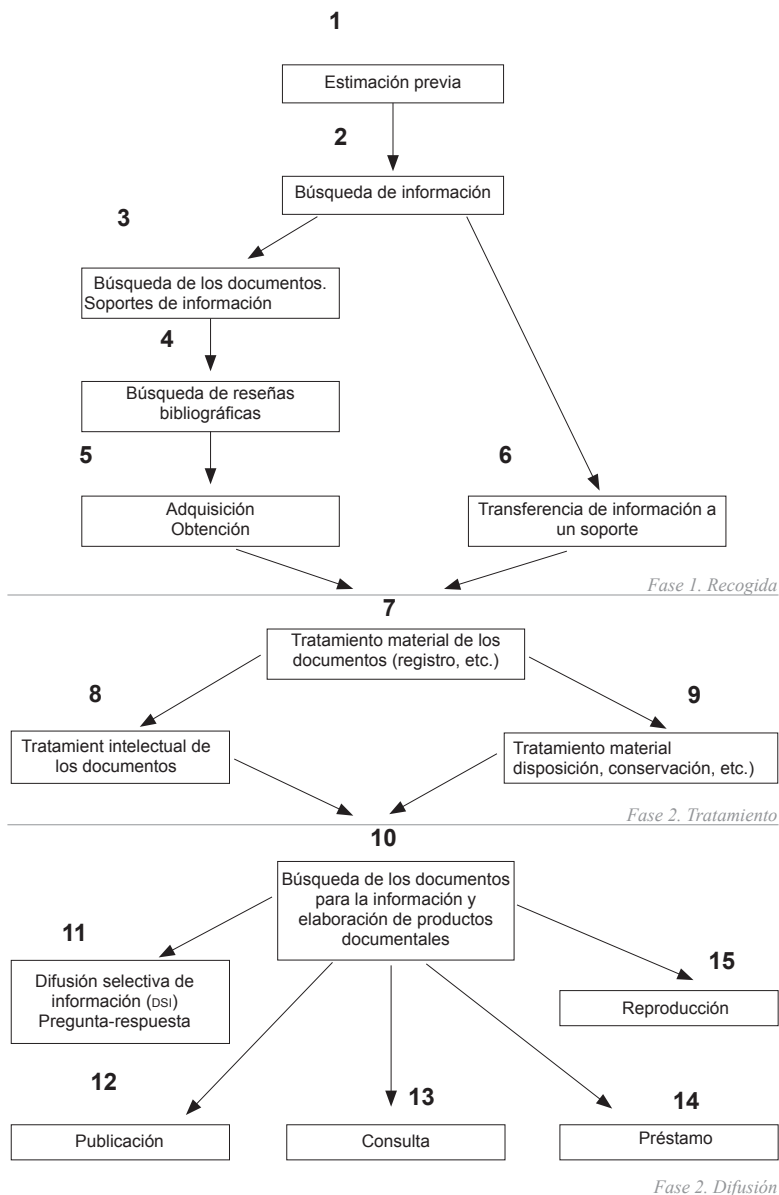 1
Estimación previa
2
Búsqueda de información
3
Búsqueda de los documentos.
Soportes de información
4
Búsqueda de reseñas
bibliográficas
5
6
Adquisición
Obtención
Transferencia de información a
un soporte
Fase 1. Recogida
7
Tratamiento material de los
documentos (registro, etc.)
8
9
Tratamient intelectual de
los documentos
Tratamiento material
disposición, conservación, etc.)
Fase 2. Tratamiento
10
Búsqueda de los documentos
para la información y
elaboración de productos
documentales
11
15
Difusión selectiva de
información (DSI)
Pregunta-respuesta
Reproducción
12
13
14
Publicación
Consulta
Préstamo
Fase 2. Difusión